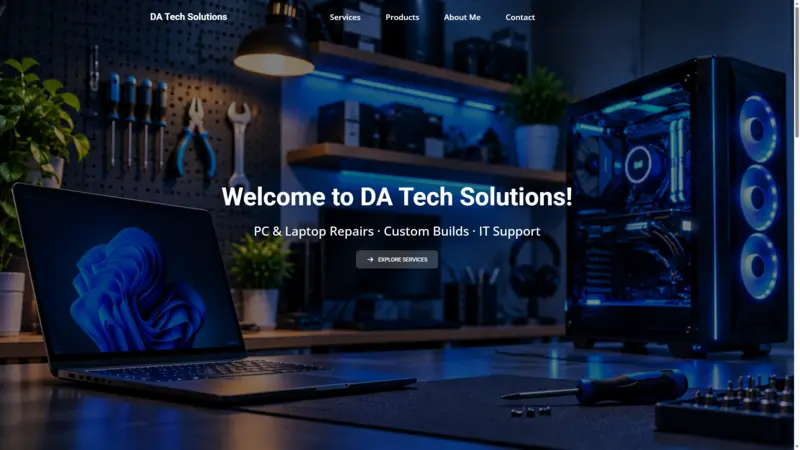 DA Tech Solutions
Services
Products
About Me
Contact
Welcome to DA Tech Solutions!
PC & Laptop Repairs · Custom Builds · IT Support
→ EXPLORE SERVICES